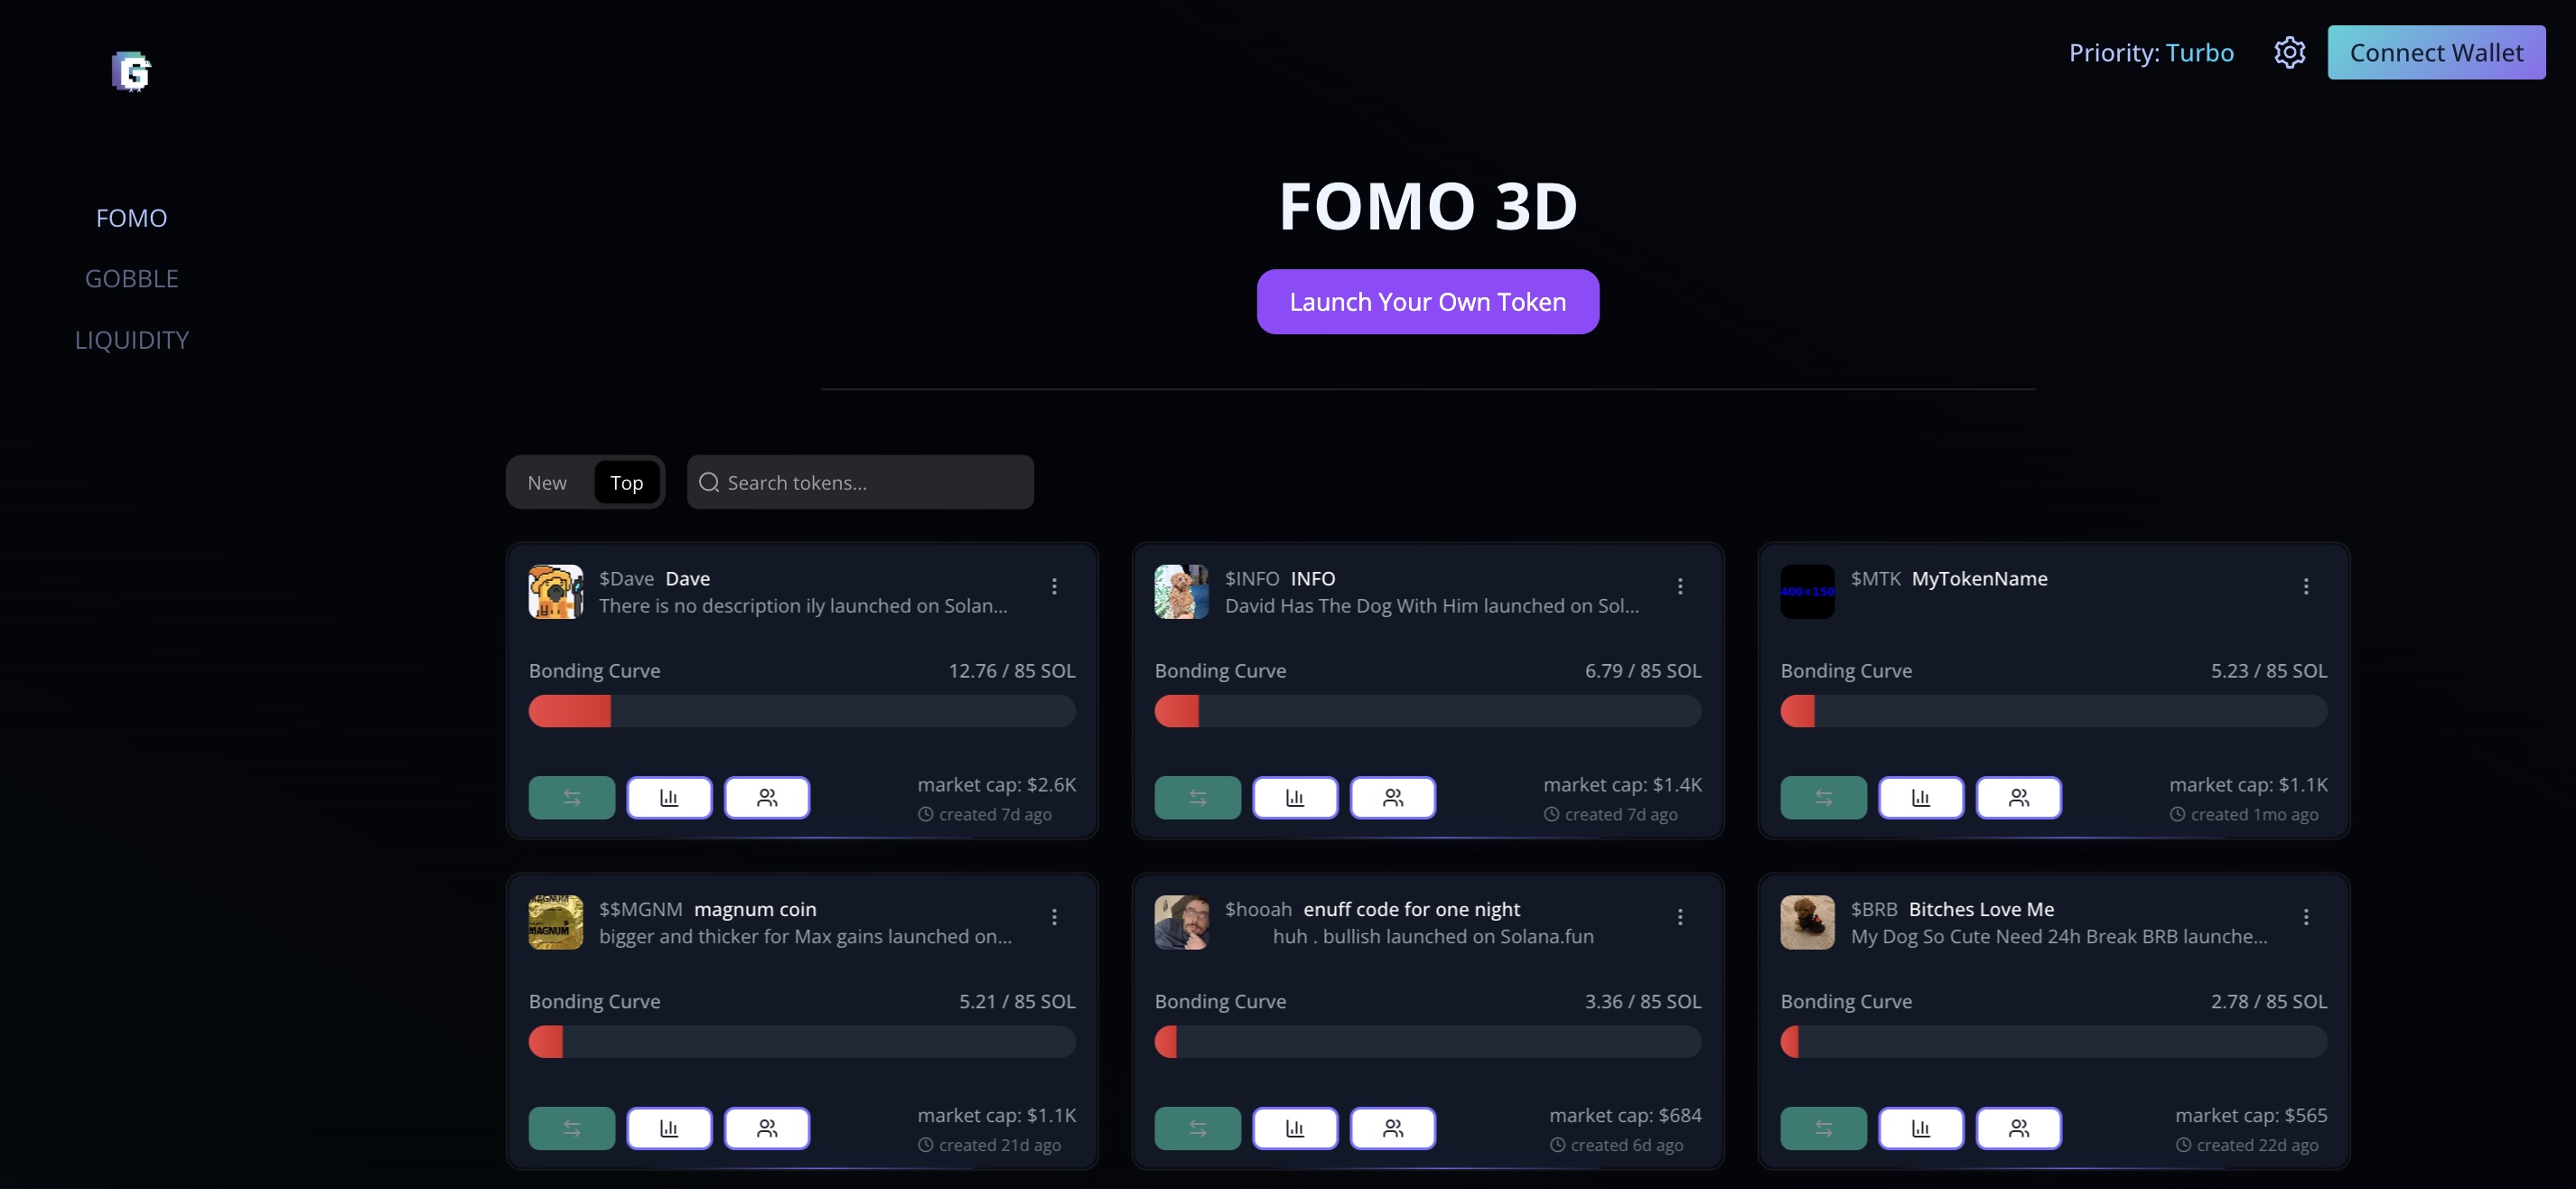 G
Priority: Turbo
Connect Wallet
FOMO
GOBBLE
LIQUIDITY
FOMO 3D
Launch Your Own Token
New
Top
Search tokens...
$Dave Dave
There is no description ily launched on Solan...
Bonding Curve
12.76 / 85 SOL
market cap: $2.6K
created 7d ago
$INFO INFO
David Has The Dog With Him launched on Sol...
Bonding Curve
6.79 / 85 SOL
market cap: $1.4K
created 7d ago
400×150
$MTK MyTokenName
Bonding Curve
5.23 / 85 SOL
market cap: $1.1K
created 1mo ago
MAGNUM
MAGNUM
$$MGNM magnum coin
bigger and thicker for Max gains launched on...
Bonding Curve
5.21 / 85 SOL
market cap: $1.1K
created 21d ago
$hooah enuff code for one night
huh . bullish launched on Solana.fun
Bonding Curve
3.36 / 85 SOL
market cap: $684
created 6d ago
$BRB Bitches Love Me
My Dog So Cute Need 24h Break BRB launche...
Bonding Curve
2.78 / 85 SOL
market cap: $565
created 22d ago